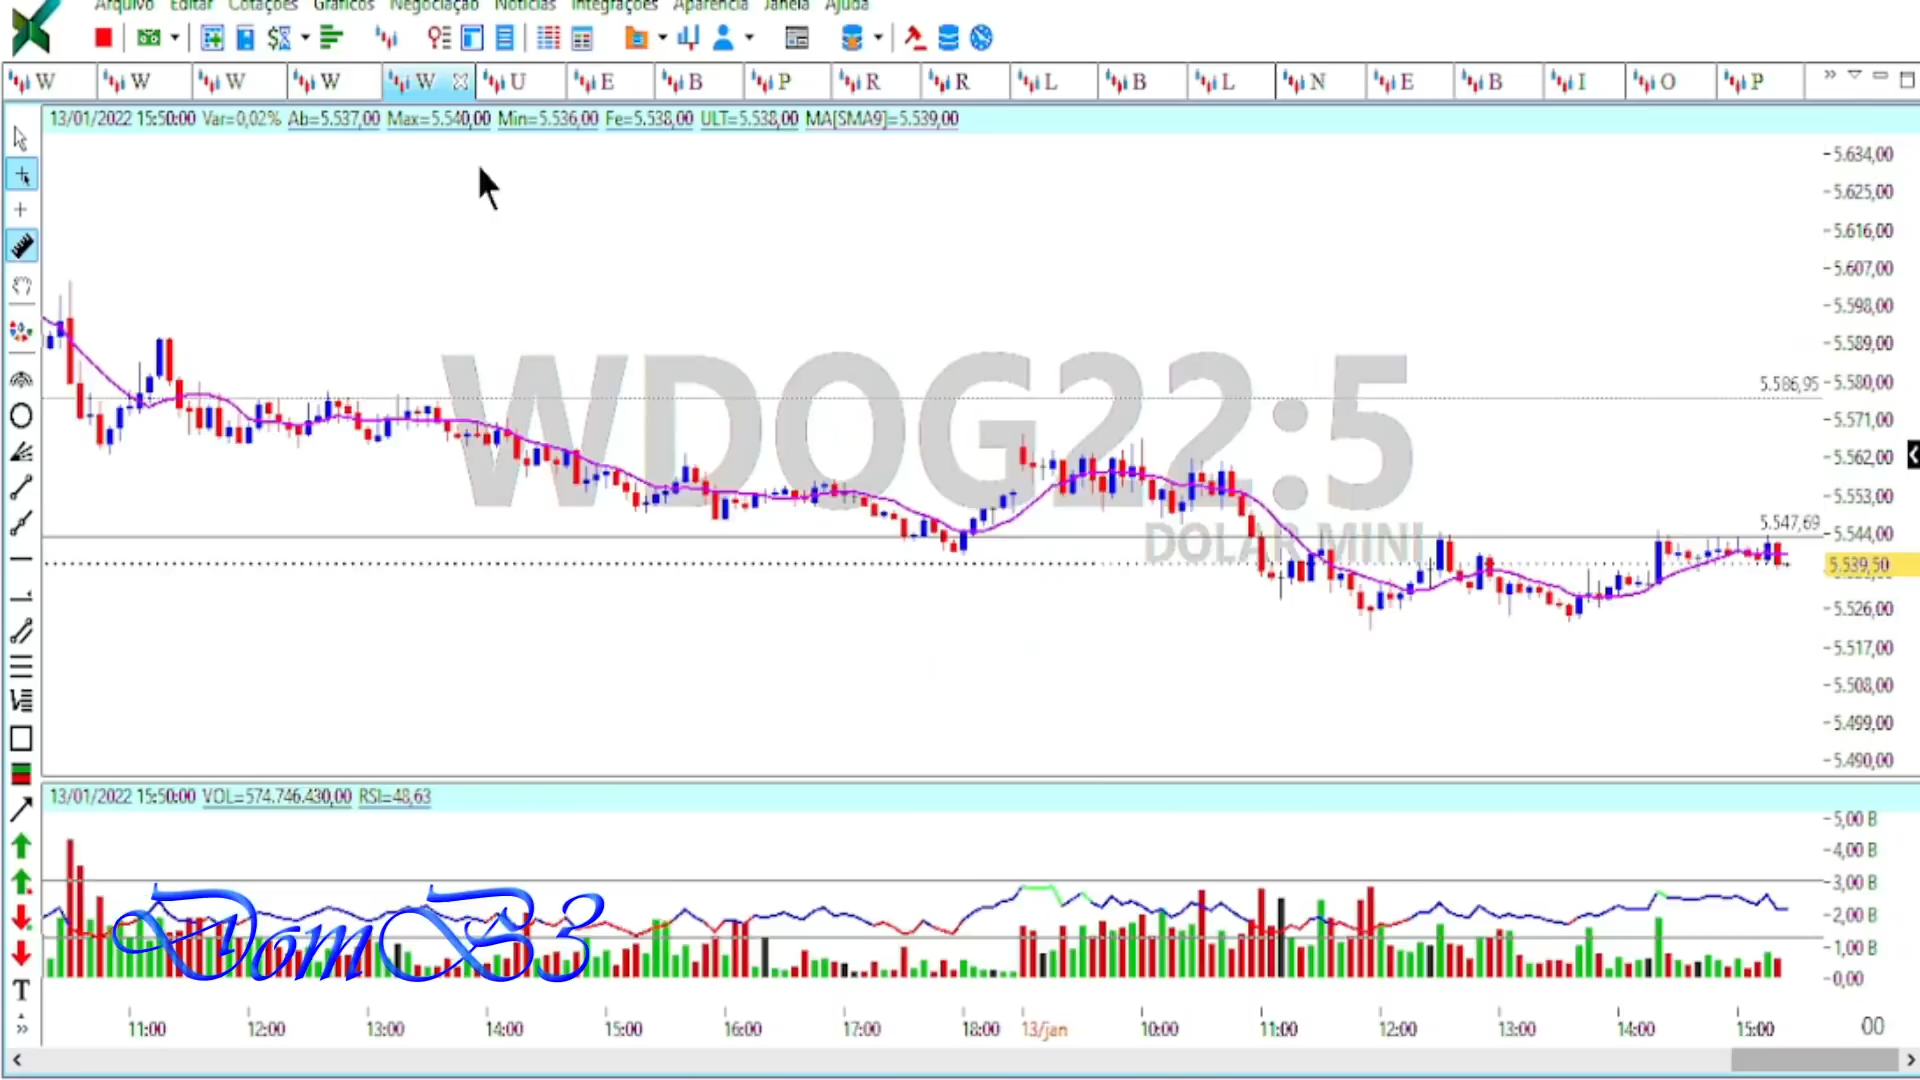 Arquivo Editar Cotações Gráficos Negociação Notícias Integrações Aparência Janela Ajuda
W W W W W U E B P R R L B L N E B I O P
13/01/2022 15:50:00 Var=0,02% Ab=5.537,00 Max=5.540,00 Min=5.536,00 Fe=5.538,00 ULT=5.538,00 MA[SMA9]=5.539,00
5.634,00
5.625,00
5.616,00
5.607,00
5.598,00
5.589,00
5.586,95
5.580,00
5.571,00
5.562,00
5.553,00
5.547,69
5.544,00
5.539,50
5.526,00
5.517,00
5.508,00
5.499,00
5.490,00
WDOG22:5
DOLAR MINI
13/01/2022 15:50:00 VOL=574.746.430,00 RSI=48,63
5,00 B
4,00 B
3,00 B
2,00 B
1,00 B
0,00
DomB3
T
11:00 12:00 13:00 14:00 15:00 16:00 17:00 18:00 13/jan 10:00 11:00 12:00 13:00 14:00 15:00 00